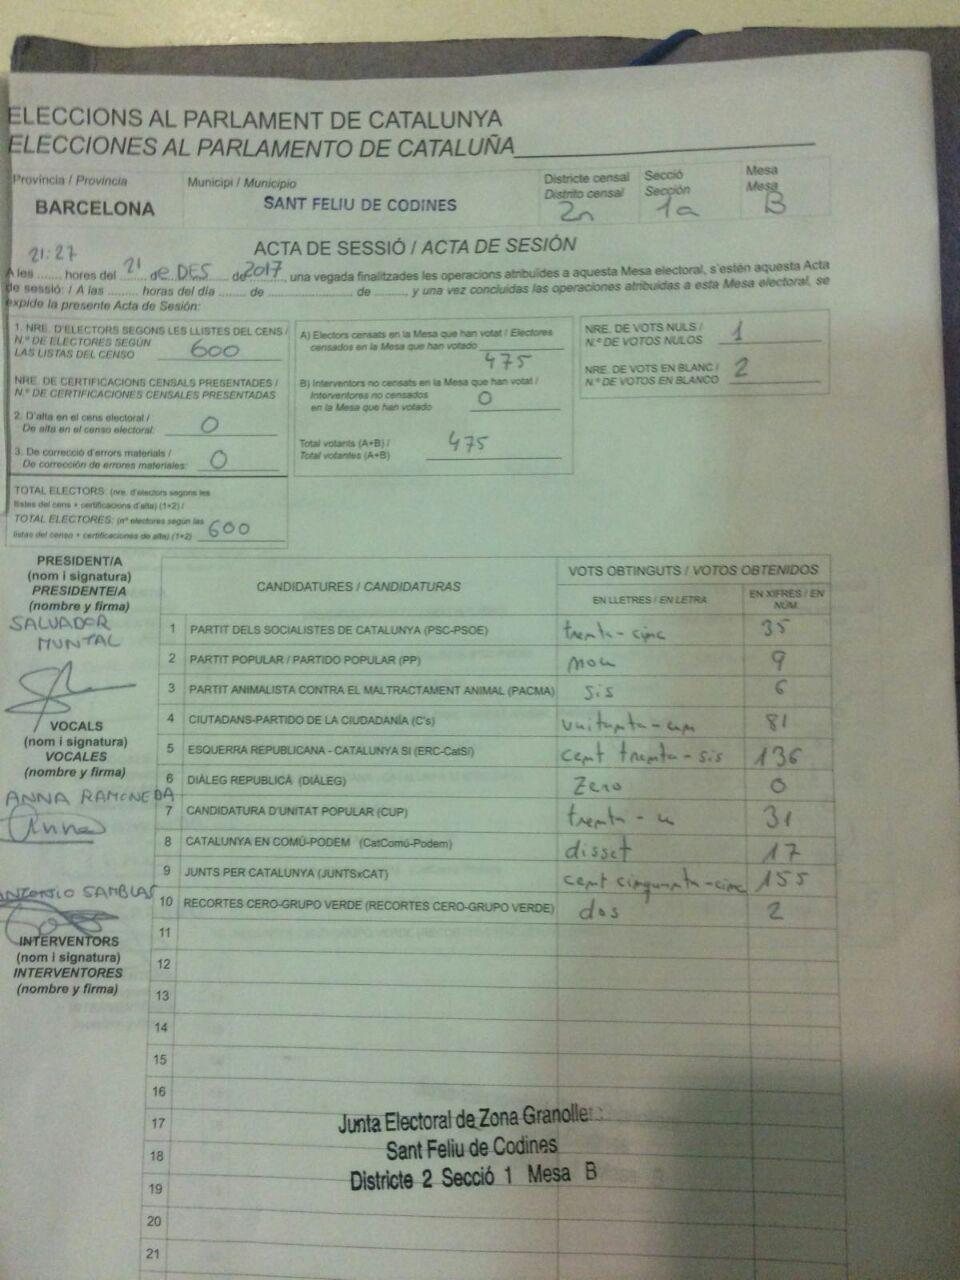 ELECCIONS AL PARLAMENT DE CATALUNYA
ELECCIONES AL PARLAMENTO DE CATALUÑA
Província / Provincia
BARCELONA
Municipi / Municipio
SANT FELIU DE CODINES
Districte censal
Distrito censal
2n
Secció
Sección
1a
Mesa
Mesa
B
ACTA DE SESSIÓ / ACTA DE SESIÓN
21:27
A les ........ hores del 21 de DES de 2017, una vegada finalitzades les operacions atribuïdes a aquesta Mesa electoral, s'estén aquesta Acta
de sessió: / A las ........ horas del día ........ de ........................ de ........, y una vez concluidas las operaciones atribuidas a esta Mesa electoral, se
expide la presente Acta de Sesión:
1. NRE. D'ELECTORS SEGONS LES LLISTES DEL CENS /
N.º DE ELECTORES SEGÚN
LAS LISTAS DEL CENSO 600
NRE. DE CERTIFICACIONS CENSALS PRESENTADES /
N.º DE CERTIFICACIONES CENSALES PRESENTADAS
2. D'alta en el cens electoral /
De alta en el censo electoral: 0
3. De correcció d'errors materials /
De corrección de errores materiales: 0
TOTAL ELECTORS: (nre. d'electors segons les
llistes del cens + certificacions d'alta) (1+2) /
TOTAL ELECTORES: (nº electores según las
listas del censo + certificaciones de alta) (1+2) 600
A) Electors censats en la Mesa que han votat / Electores
censados en la Mesa que han votado 475
B) Interventors no censats en la Mesa que han votat /
Interventores no censados
en la Mesa que han votado 0
Total votants (A+B) /
Total votantes (A+B) 475
NRE. DE VOTS NULS /
N.º DE VOTOS NULOS 1
NRE. DE VOTS EN BLANC /
N.º DE VOTOS EN BLANCO 2
PRESIDENT/A
(nom i signatura)
PRESIDENTE/A
(nombre y firma)
SALVADOR
MUNTAL
VOCALS
(nom i signatura)
VOCALES
(nombre y firma)
ANNA RAMONEDA
Anna
ANTONIO SAMBLAS
INTERVENTORS
(nom i signatura)
INTERVENTORES
(nombre y firma)
CANDIDATURES / CANDIDATURAS
VOTS OBTINGUTS / VOTOS OBTENIDOS
EN LLETRES / EN LETRA
EN XIFRES / EN NÚM.
1 PARTIT DELS SOCIALISTES DE CATALUNYA (PSC-PSOE) trenta-cinc 35
2 PARTIT POPULAR / PARTIDO POPULAR (PP) nou 9
3 PARTIT ANIMALISTA CONTRA EL MALTRACTAMENT ANIMAL (PACMA) sis 6
4 CIUTADANS-PARTIDO DE LA CIUDADANÍA (C's) vuitanta-un 81
5 ESQUERRA REPUBLICANA - CATALUNYA SÍ (ERC-CatSí) cent trenta-sis 136
6 DIÀLEG REPUBLICÀ (DIÀLEG) Zero 0
7 CANDIDATURA D'UNITAT POPULAR (CUP) trenta-u 31
8 CATALUNYA EN COMÚ-PODEM (CatComú-Podem) disset 17
9 JUNTS PER CATALUNYA (JUNTSxCAT) cent cinquanta-cinc 155
10 RECORTES CERO-GRUPO VERDE (RECORTES CERO-GRUPO VERDE) dos 2
11
12
13
14
15
16
17
18
19
20
21
Junta Electoral de Zona Granoller
Sant Feliu de Codines
Districte 2 Secció 1 Mesa B